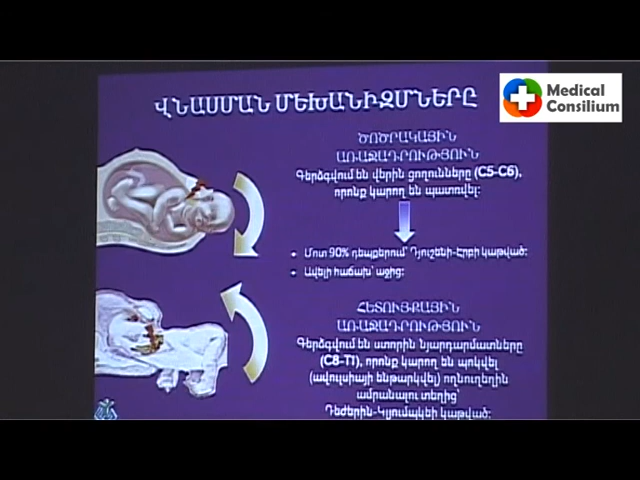 Medical
Consilium
ՎՆԱՍՄԱՆ ՄԵԽԱՆԻԶՄՆԵՐԸ
ԾՈԾՐԱԿԱՅԻՆ
ԱՌԱՋԱԴՐՈՒԹՅՈՒՆ
Գերձգվում են վերին ցողունները (C5-C6),
որոնք կարող են պատռվել:
• Մոտ 90% դեպքերում՝ Դյուշենի-Էրբի կաթված:
• Ավելի հաճախ՝ աջից:
ՀԵՏՈՒՅՔԱՅԻՆ
ԱՌԱՋԱԴՐՈՒԹՅՈՒՆ
Գերձգվում են ստորին նյարդարմատները
(C8-T1), որոնք կարող են պոկվել
(ավուլսիայի ենթարկվել) ողնուղեղին
ամրանալու տեղից՝
Դեժերին-Կլյումպկեի կաթված: